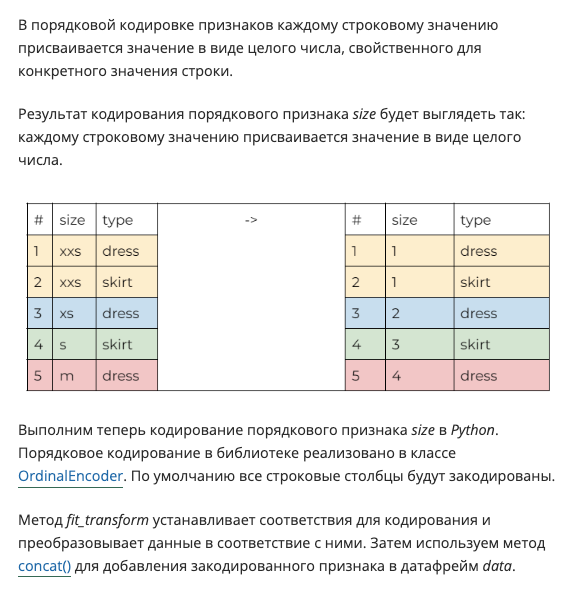 В порядковой кодировке признаков каждому строковому значению
присваивается значение в виде целого числа, свойственного для
конкретного значения строки.
Результат кодирования порядкового признака size будет выглядеть так:
каждому строковому значению присваивается значение в виде целого
числа.
# size type -> # size type
1 xxs dress 1 1 dress
2 xxs skirt 2 1 skirt
3 xs dress 3 2 dress
4 s skirt 4 3 skirt
5 m dress 5 4 dress
Выполним теперь кодирование порядкового признака size в Python.
Порядковое кодирование в библиотеке реализовано в классе
OrdinalEncoder. По умолчанию все строковые столбцы будут закодированы.
Метод fit_transform устанавливает соответствия для кодирования и
преобразовывает данные в соответствие с ними. Затем используем метод
concat() для добавления закодированного признака в датафрейм data.